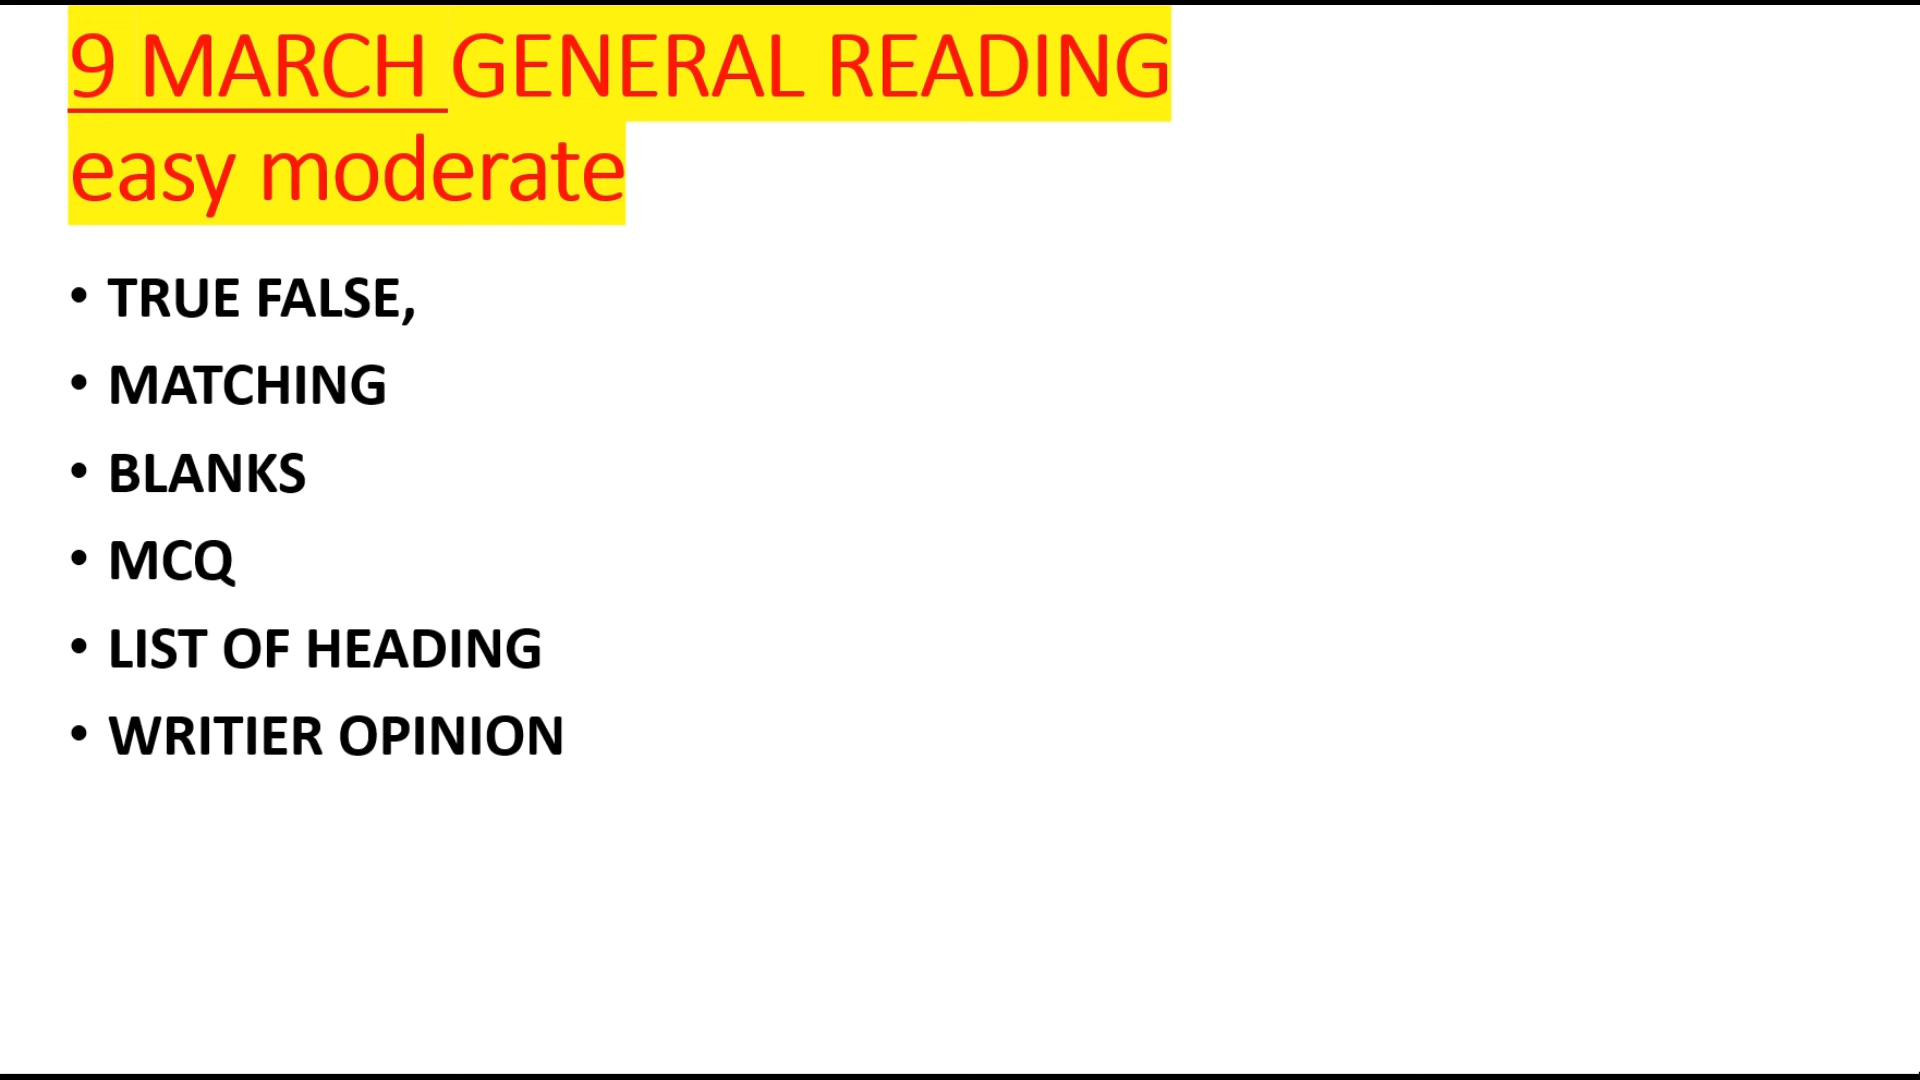 9 MARCH GENERAL READING
easy moderate
• TRUE FALSE,
• MATCHING
• BLANKS
• MCQ
• LIST OF HEADING
• WRITIER OPINION